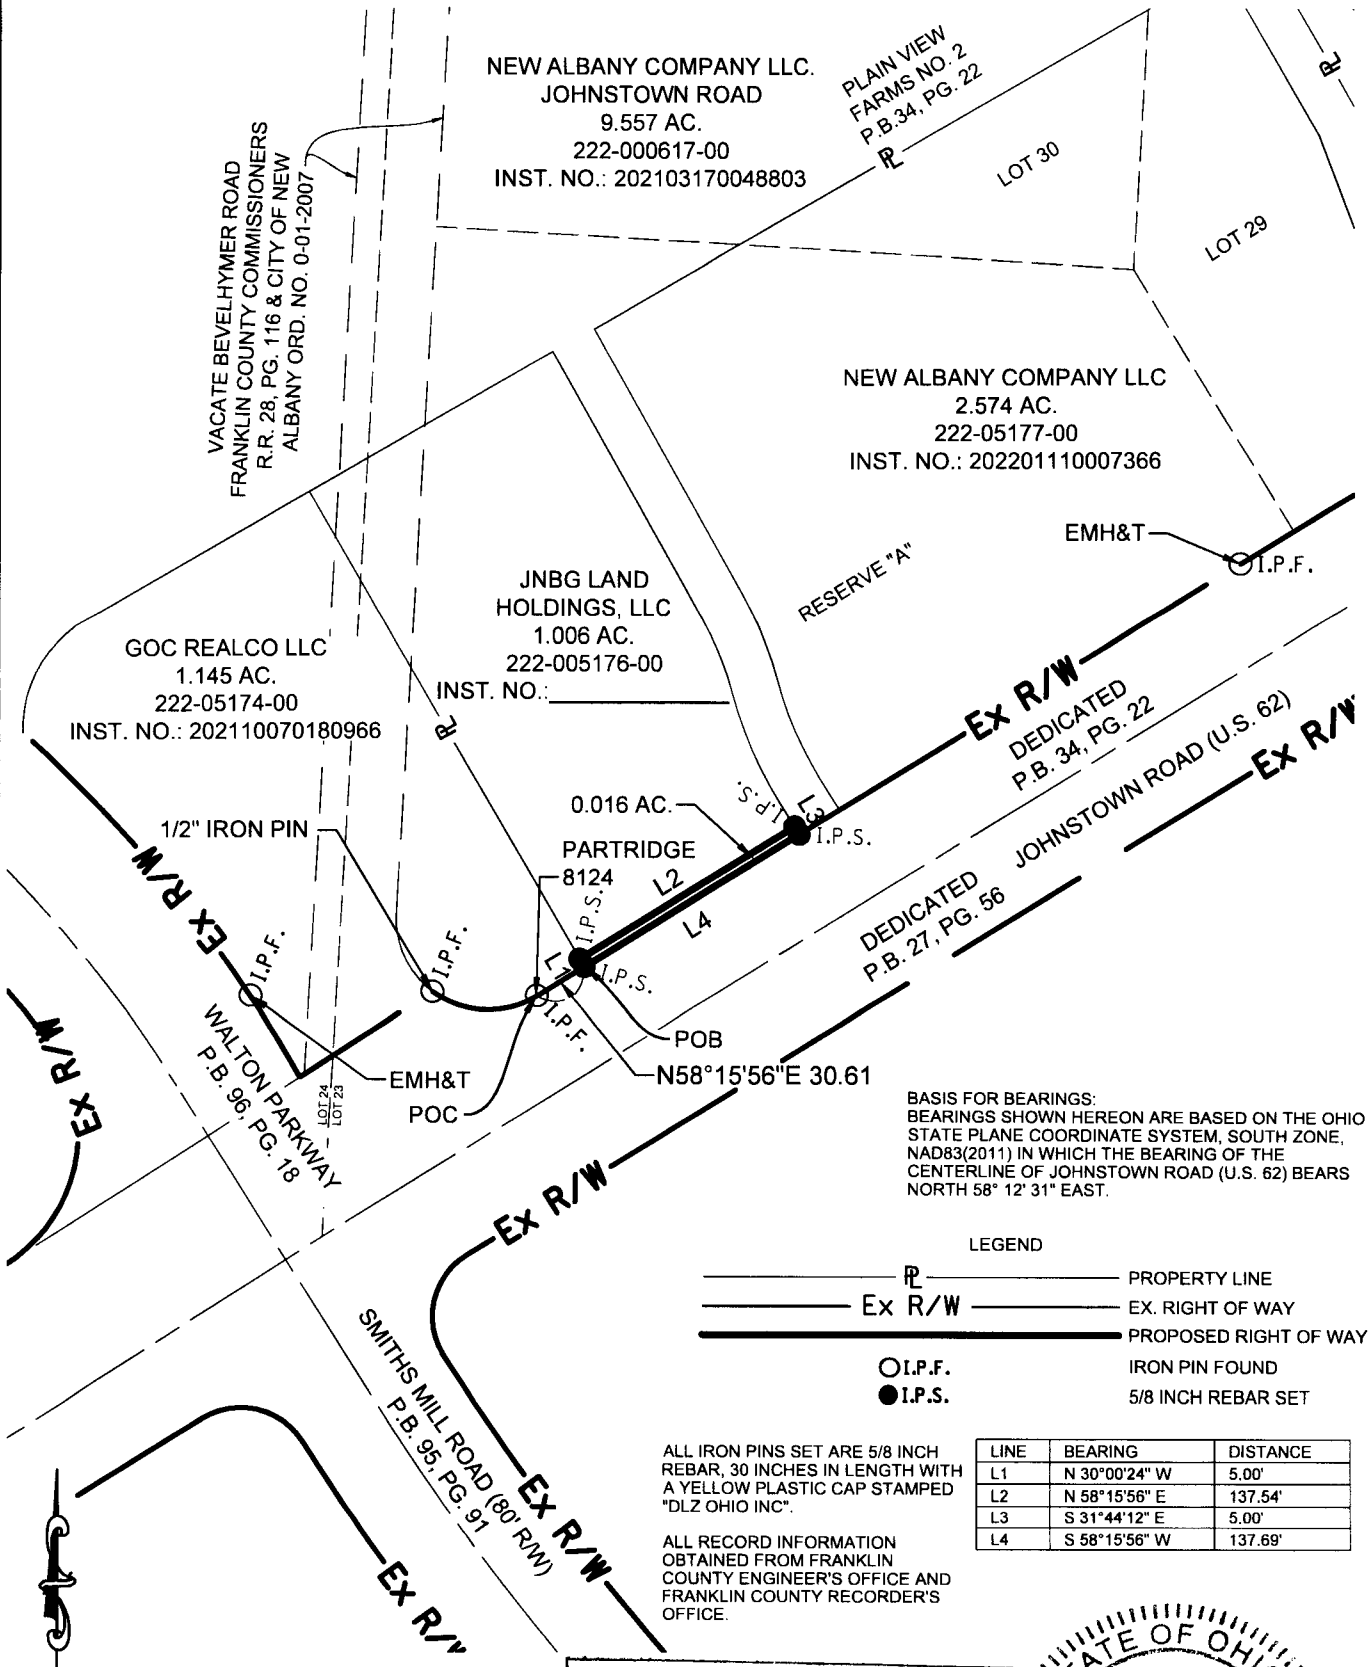 NEW ALBANY COMPANY LLC.
JOHNSTOWN ROAD
9.557 AC.
222-000617-00
INST. NO.: 202103170048803
PLAIN VIEW
FARMS NO. 2
P.B.34, PG. 22
PL
PL
LOT 30
LOT 29
VACATE BEVELHYMER ROAD
FRANKLIN COUNTY COMMISSIONERS
R.R. 28, PG. 116 & CITY OF NEW
ALBANY ORD. NO. 0-01-2007
NEW ALBANY COMPANY LLC
2.574 AC.
222-05177-00
INST. NO.: 202201110007366
EMH&T
I.P.F.
RESERVE "A"
JNBG LAND
HOLDINGS, LLC
1.006 AC.
222-005176-00
INST. NO.:
GOC REALCO LLC
1.145 AC.
222-05174-00
INST. NO.: 202110070180966
PL
Ex R/W
DEDICATED
P.B. 34, PG. 22
JOHNSTOWN ROAD (U.S. 62)
Ex R/W
0.016 AC.
I.P.S.
L3
I.P.S.
1/2" IRON PIN
PARTRIDGE
8124
L2
L4
Ex R/W
I.P.S.
L1
I.P.S.
I.P.F.
I.P.F.
I.P.F.
DEDICATED
P.B. 27, PG. 56
POB
N58°15'56"E 30.61
EMH&T
POC
Ex R/W
WALTON PARKWAY
P.B. 96, PG. 18
LOT 24
LOT 23
BASIS FOR BEARINGS:
BEARINGS SHOWN HEREON ARE BASED ON THE OHIO
STATE PLANE COORDINATE SYSTEM, SOUTH ZONE,
NAD83(2011) IN WHICH THE BEARING OF THE
CENTERLINE OF JOHNSTOWN ROAD (U.S. 62) BEARS
NORTH 58° 12' 31" EAST.
Ex R/W
LEGEND
PL PROPERTY LINE
Ex R/W EX. RIGHT OF WAY
PROPOSED RIGHT OF WAY
I.P.F. IRON PIN FOUND
I.P.S. 5/8 INCH REBAR SET
SMITHS MILL ROAD (80' R/W)
P.B. 95, PG. 91
Ex R/W
Ex R/W
ALL IRON PINS SET ARE 5/8 INCH
REBAR, 30 INCHES IN LENGTH WITH
A YELLOW PLASTIC CAP STAMPED
"DLZ OHIO INC".
ALL RECORD INFORMATION
OBTAINED FROM FRANKLIN
COUNTY ENGINEER'S OFFICE AND
FRANKLIN COUNTY RECORDER'S
OFFICE.
LINE BEARING DISTANCE
L1 N 30°00'24" W 5.00'
L2 N 58°15'56" E 137.54'
L3 S 31°44'12" E 5.00'
L4 S 58°15'56" W 137.69'
ATE OF OHI